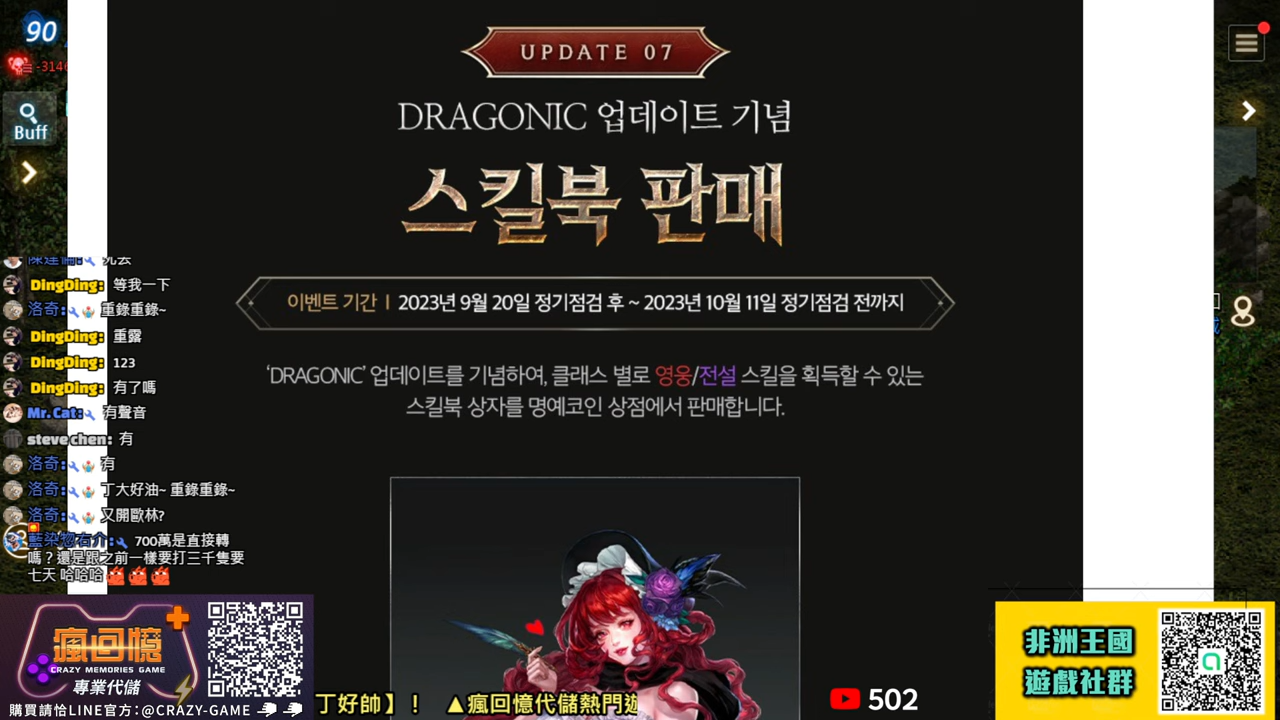 90
-3146
Buff
UPDATE 07
DRAGONIC 업데이트 기념
스킬북 판매
이벤트 기간 | 2023년 9월 20일 정기점검 후 ~ 2023년 10월 11일 정기점검 전까지
‘DRAGONIC’ 업데이트를 기념하여, 클래스 별로 영웅/전설 스킬을 획득할 수 있는
스킬북 상자를 명예코인 상점에서 판매합니다.
DingDing: 等我一下
洛奇: 重錄重錄~
DingDing: 重露
DingDing: 123
DingDing: 有了嗎
Mr.Cat: 有聲音
steve chen: 有
洛奇: 有
洛奇: 丁大好油~ 重錄重錄~
洛奇: 又開歐林?
藍染惣右介: 700萬是直接轉
嗎？還是跟之前一樣要打三千隻要
七天 哈哈哈
瘋回憶
CRAZY MEMORIES GAME
專業代儲
購買請恰LINE官方:@CRAZY-GAME
丁好帥】！ ▲瘋回憶代儲熱門遊
502
非洲王國
遊戲社群